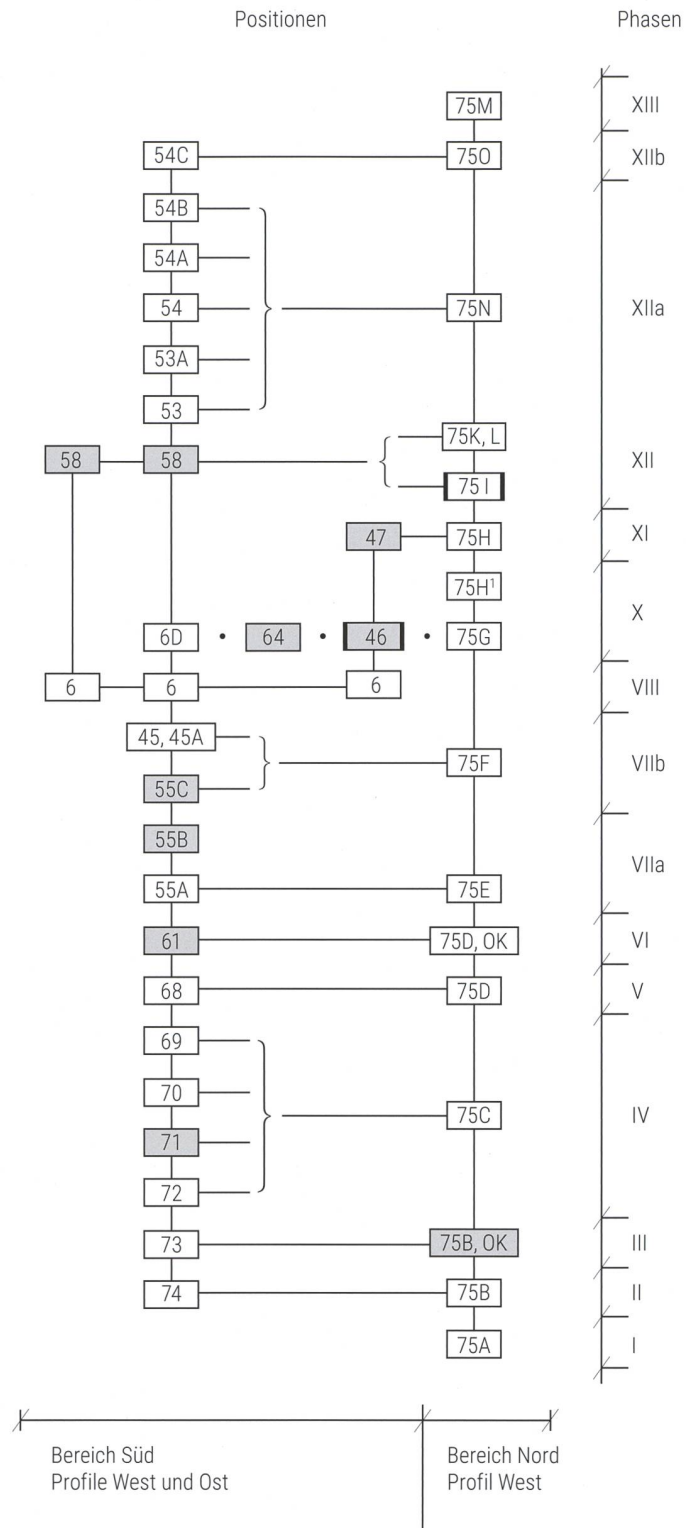 Positionen Phasen
75M XIII
54C 75O XIIb
54B
54A
54 75N XIIa
53A
53
75K, L
58 58 XII
75 I
47 75H XI
75H¹
X
6D 64 46 75G
6 6 6 VIII
45, 45A
75F VIIb
55C
55B
VIIa
55A 75E
61 75D, OK VI
68 75D V
69
70
75C IV
71
72
73 75B, OK III
74 75B II
75A I
Bereich Süd Bereich Nord
Profile West und Ost Profil West